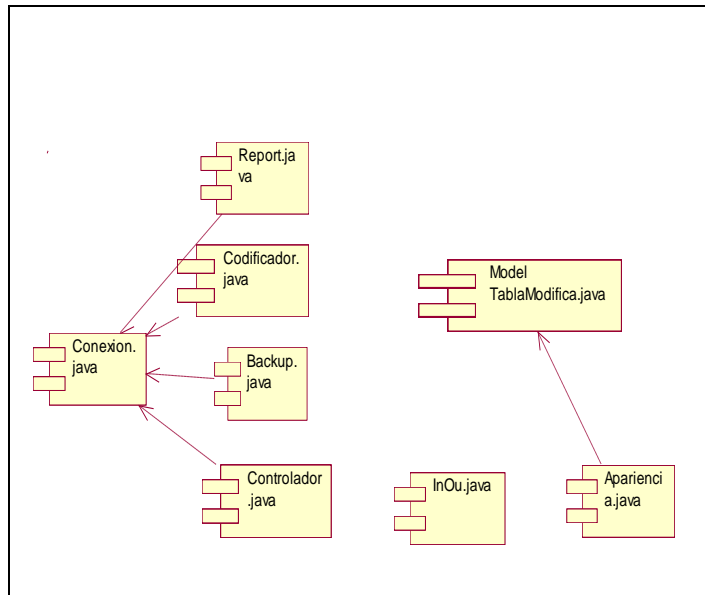 Report.ja
va
Codificador.
java
Model
TablaModifica.java
Conexion.
java
Backup.
java
Controlador
.java
InOu.java
Aparienci
a.java